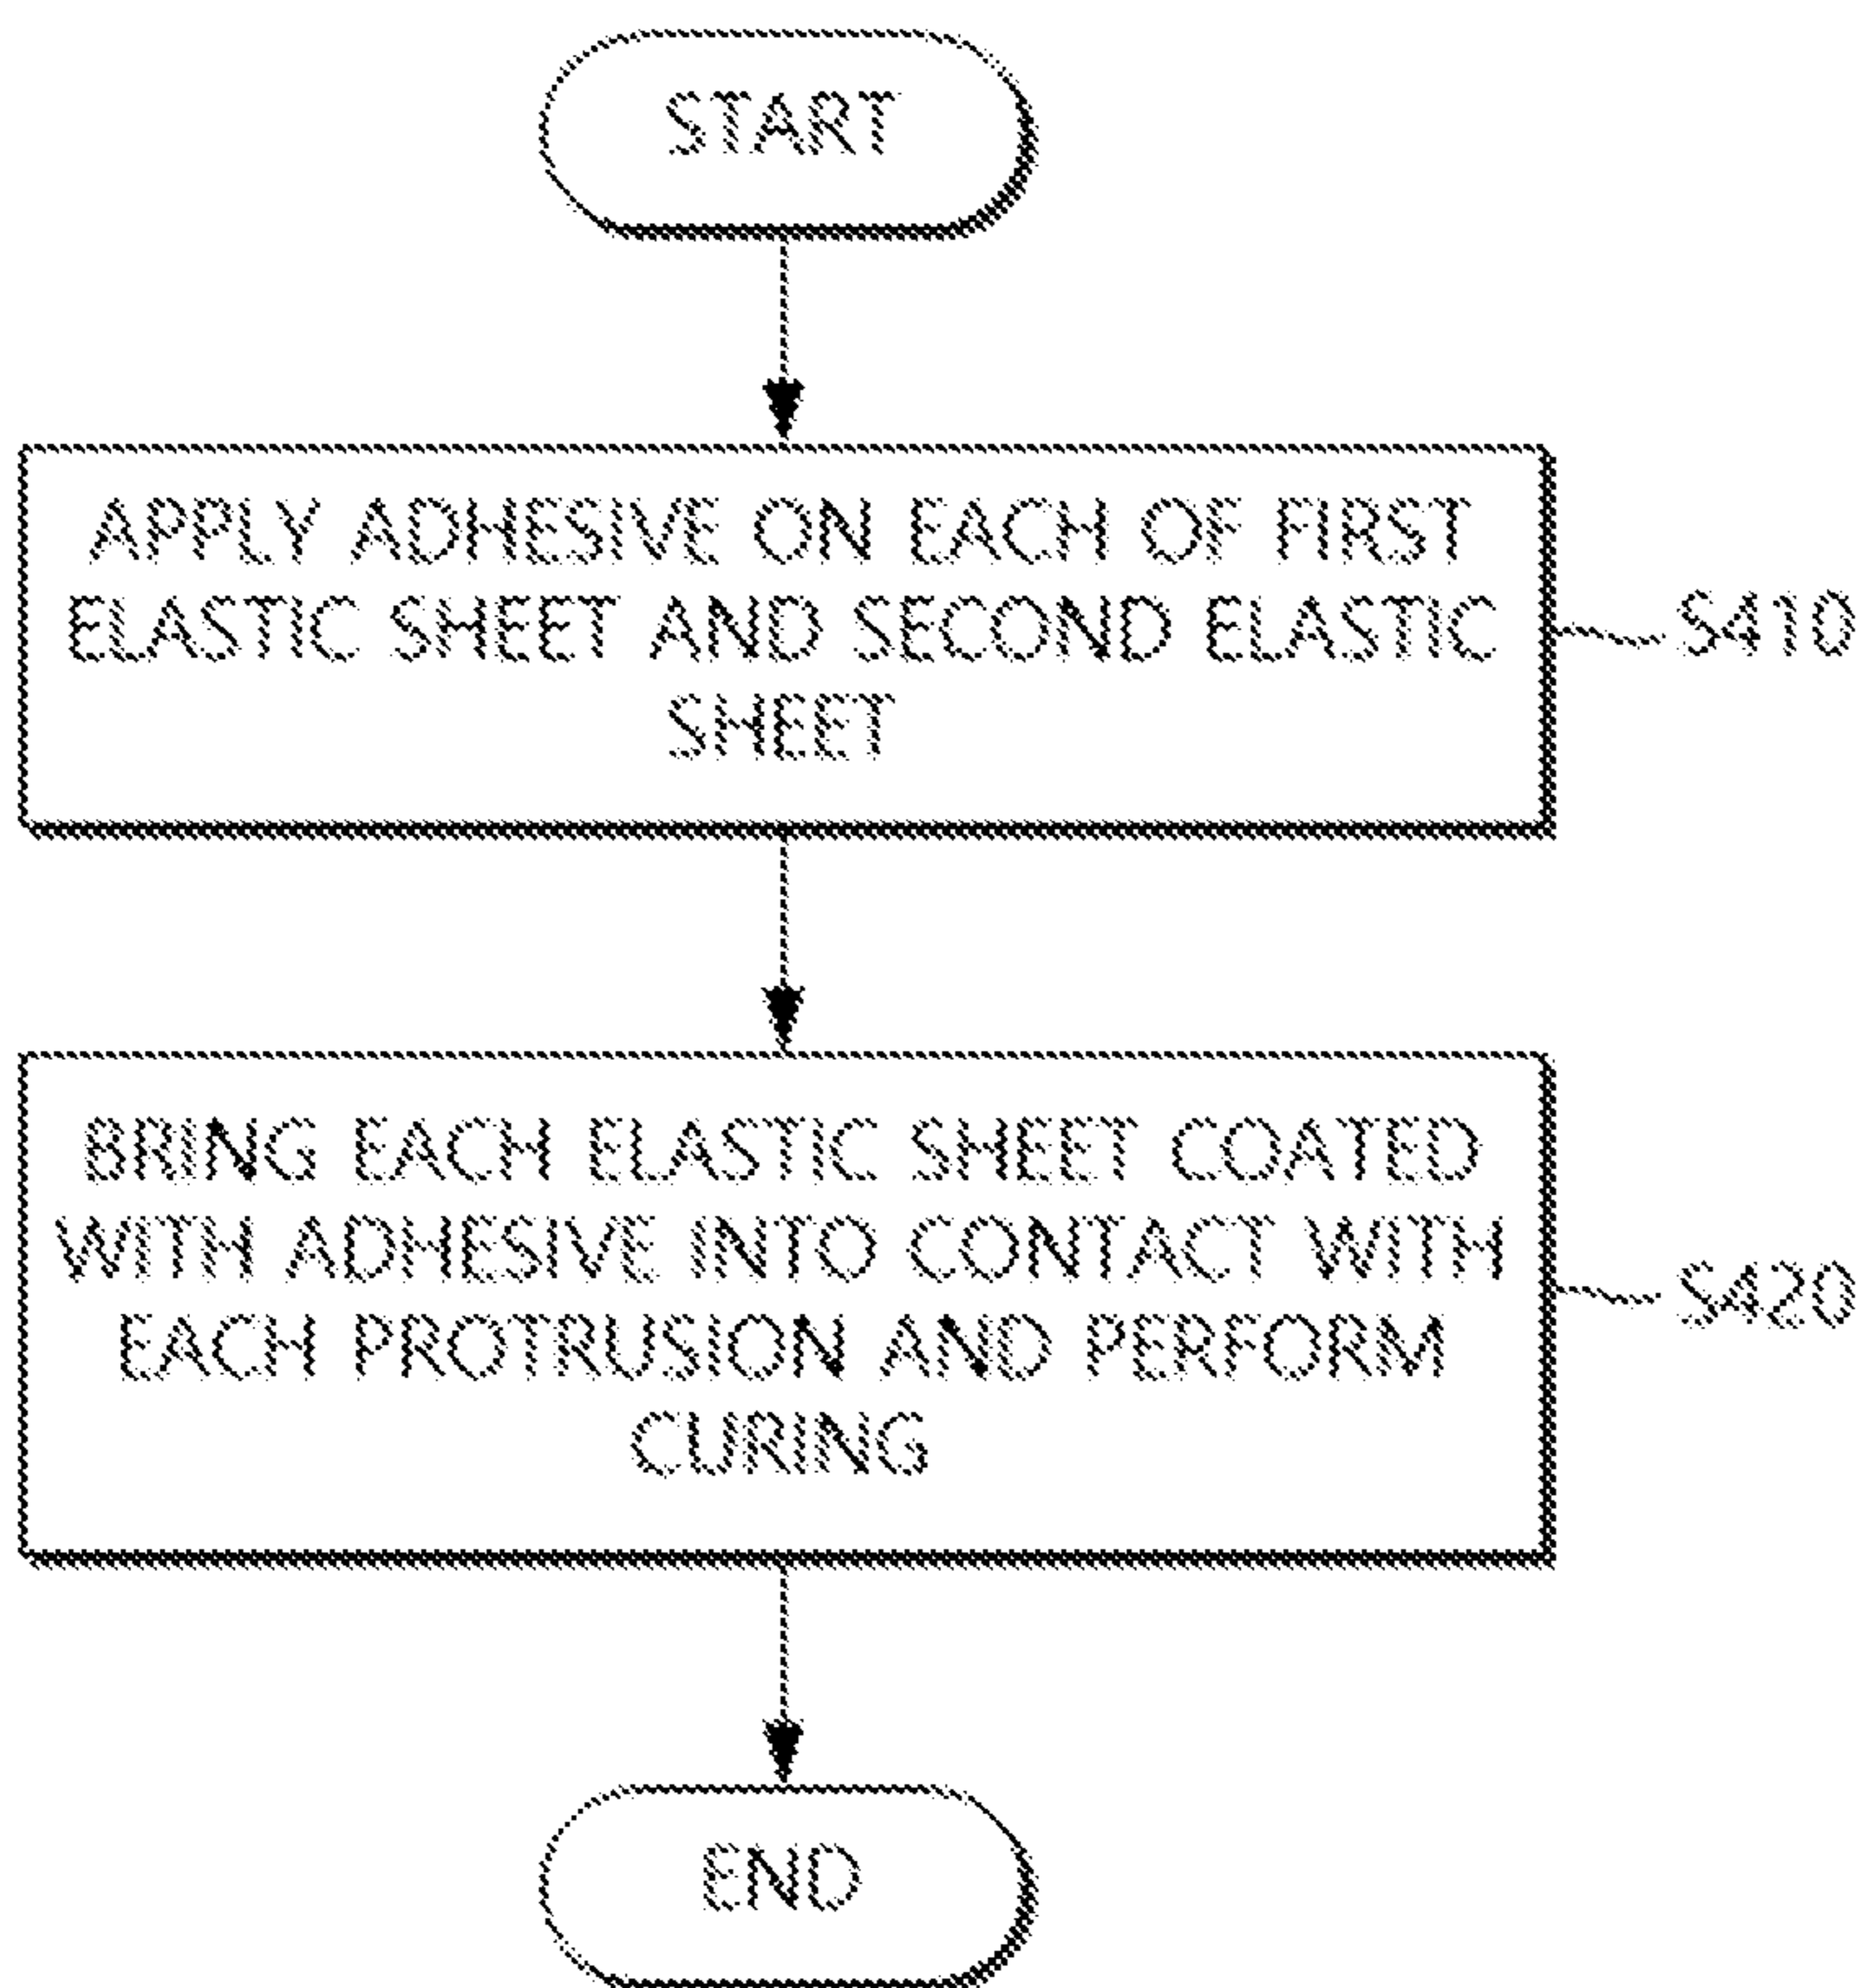 START
APPLY ADHESIVE ON EACH OF FIRST
ELASTIC SHEET AND SECOND ELASTIC
SHEET
S410
BRING EACH ELASTIC SHEET COATED
WITH ADHESIVE INTO CONTACT WITH
EACH PROTRUSION AND PERFORM
CURING
S420
END